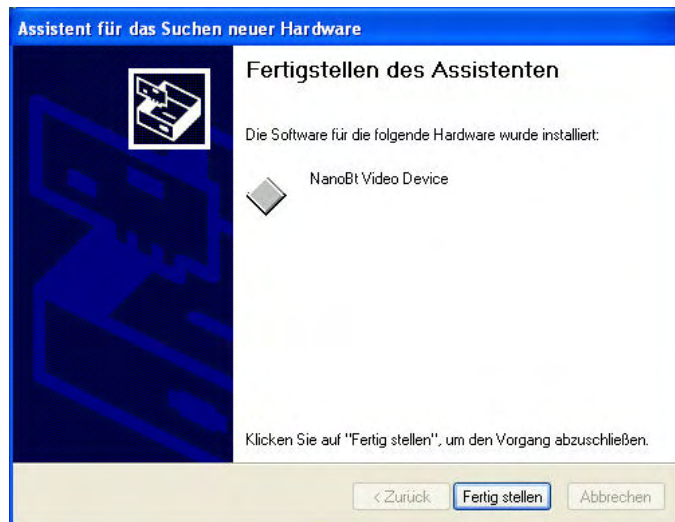 Assistent für das Suchen neuer Hardware
Fertigstellen des Assistenten
Die Software für die folgende Hardware wurde installiert:
NanoBt Video Device
Klicken Sie auf "Fertig stellen", um den Vorgang abzuschließen.
< Zurück Fertig stellen Abbrechen